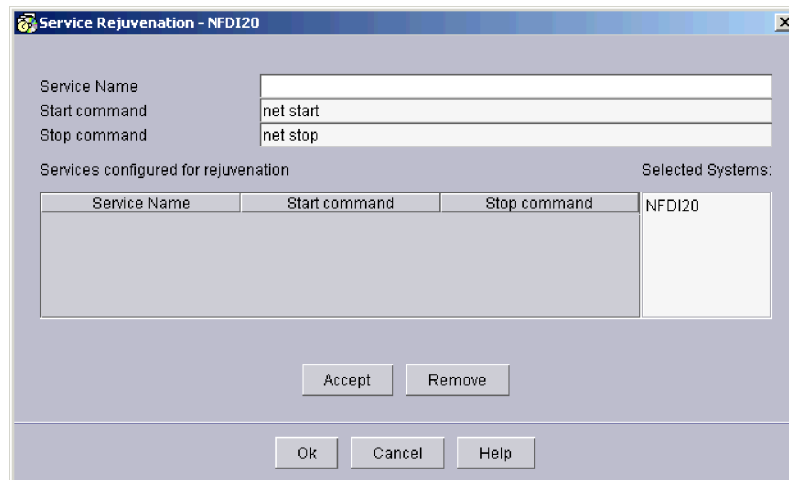 Service Rejuvenation - NFDI20
Service Name
Start command net start
Stop command net stop
Services configured for rejuvenation Selected Systems:
Service Name Start command Stop command NFDI20
Accept Remove
Ok Cancel Help